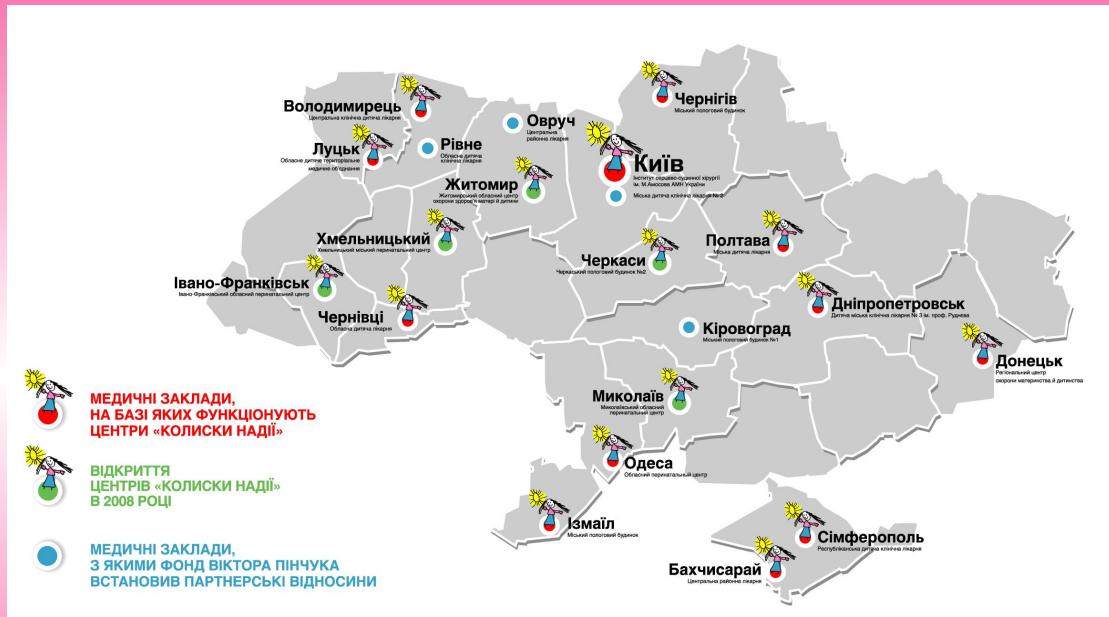 Чернігів
Міський пологовий будинок
Володимирець
Центральна клінічна дитяча лікарня
Овруч
Центральна
районна лікарня
Луцьк
Обласне дитяче територіальне
медичне об'єднання
Рівне
Обласна дитяча
клінічна лікарня
Київ
Інститут серцево-судинної хірургії
ім. М.Амосова АМН України
Міська дитяча клінічна лікарня №2
Житомир
Житомирський обласний центр
охорони здоров'я матері й дитини
Хмельницький
Хмельницький міський перинатальний центр
Полтава
Міська дитяча лікарня
Черкаси
Черкаський пологовий будинок №2
Івано-Франківськ
Івано-Франківський обласний перинатальний центр
Чернівці
Обласна дитяча лікарня
Дніпропетровськ
Дитяча міська клінічна лікарня № 3 ім. проф. Руднєва
Кіровоград
Міський пологовий будинок №1
Донецьк
Регіональний центр
охорони материнства й дитинства
Миколаїв
Миколаївський обласний
перинатальний центр
Одеса
Обласний перинатальный центр
Ізмаїл
Міський пологовий будинок
Сімферополь
Республіканська дитяча клінічна лікарня
Бахчисарай
Центральна районна лікарня
МЕДИЧНІ ЗАКЛАДИ,
НА БАЗІ ЯКИХ ФУНКЦІОНУЮТЬ
ЦЕНТРИ «КОЛИСКИ НАДІЇ»
ВІДКРИТТЯ
ЦЕНТРІВ «КОЛИСКИ НАДІЇ»
В 2008 РОЦІ
МЕДИЧНІ ЗАКЛАДИ,
З ЯКИМИ ФОНД ВІКТОРА ПІНЧУКА
ВСТАНОВИВ ПАРТНЕРСЬКІ ВІДНОСИНИ